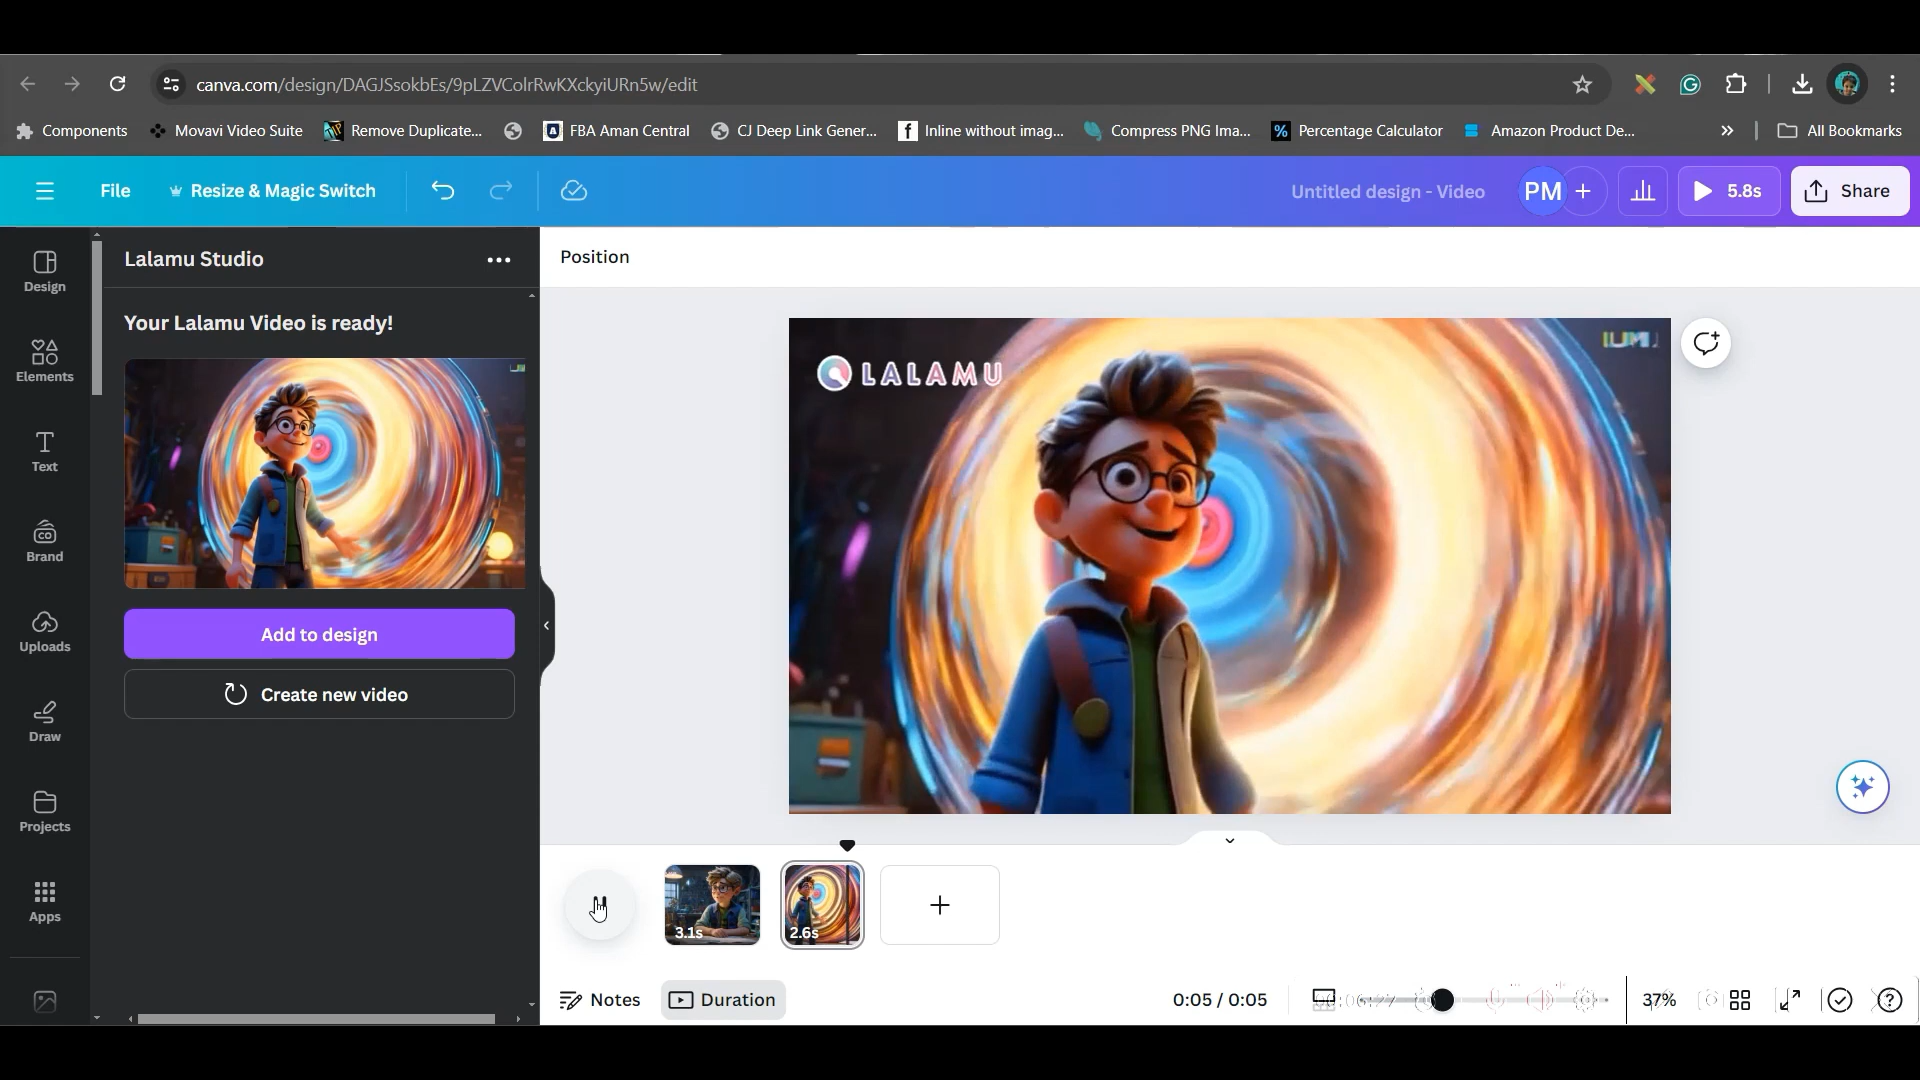 canva.com/design/DAGJSsokbEs/9pLZVColrRwKXckyiURn5w/edit
Components Movavi Video Suite Remove Duplicate... FBA Aman Central CJ Deep Link Gener... Inline without imag... Compress PNG Ima... Percentage Calculator Amazon Product De... » All Bookmarks
File Resize & Magic Switch Untitled design - Video PM + 5.8s Share
Design
Elements
Text
Brand
Uploads
Draw
Projects
Apps
Lalamu Studio
Your Lalamu Video is ready!
Add to design
Create new video
Position
LALAMU
3.1s
2.6s
Notes Duration 0:05 / 0:05 37%